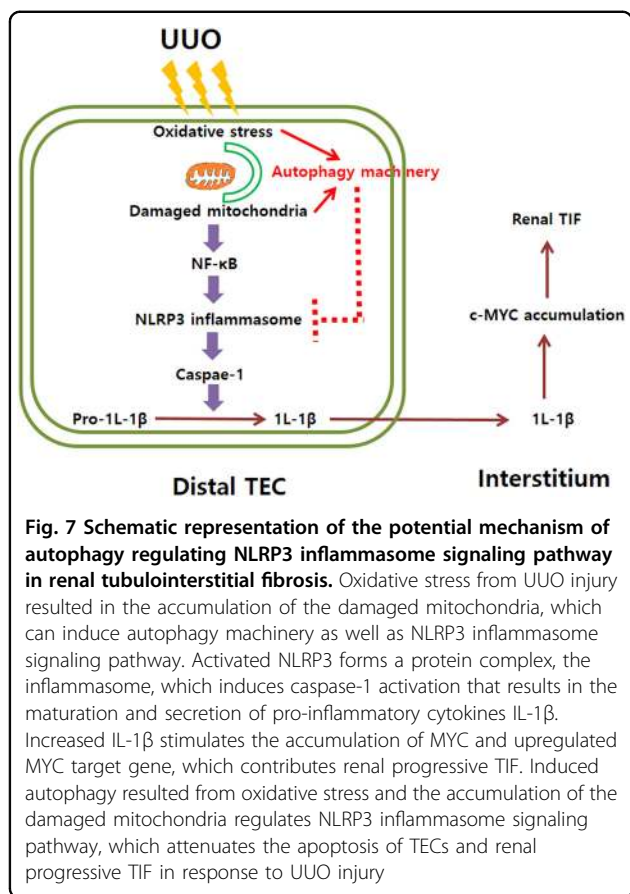 UUO
Oxidative stress
Autophagy machinery
Damaged mitochondria
NF-κB
NLRP3 inflammasome
Caspae-1
Pro-1L-1β
1L-1β
1L-1β
c-MYC accumulation
Renal TIF
Distal TEC
Interstitium
Fig. 7 Schematic representation of the potential mechanism of
autophagy regulating NLRP3 inflammasome signaling pathway
in renal tubulointerstitial fibrosis. Oxidative stress from UUO injury
resulted in the accumulation of the damaged mitochondria, which
can induce autophagy machinery as well as NLRP3 inflammasome
signaling pathway. Activated NLRP3 forms a protein complex, the
inflammasome, which induces caspase-1 activation that results in the
maturation and secretion of pro-inflammatory cytokines IL-1β.
Increased IL-1β stimulates the accumulation of MYC and upregulated
MYC target gene, which contributes renal progressive TIF. Induced
autophagy resulted from oxidative stress and the accumulation of the
damaged mitochondria regulates NLRP3 inflammasome signaling
pathway, which attenuates the apoptosis of TECs and renal
progressive TIF in response to UUO injury